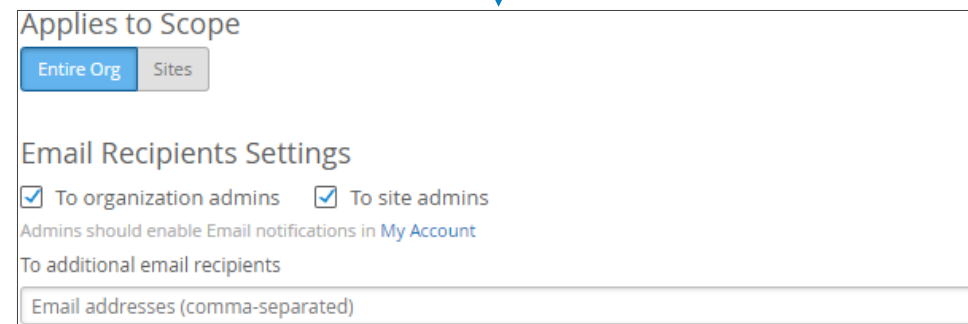 Applies to Scope
Entire Org Sites
Email Recipients Settings
To organization admins To site admins
Admins should enable Email notifications in My Account
To additional email recipients
Email addresses (comma-separated)